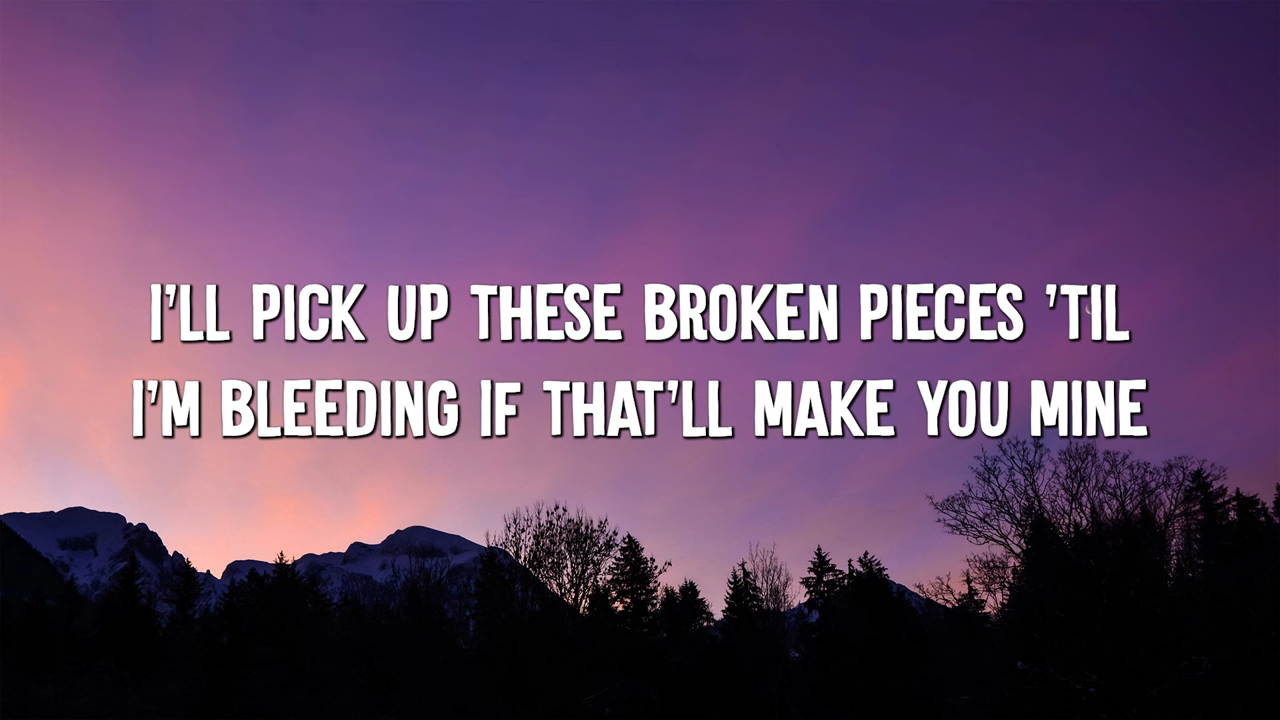 I'LL PICK UP THESE BROKEN PIECES 'TIL
I'M BLEEDING IF THAT'LL MAKE YOU MINE